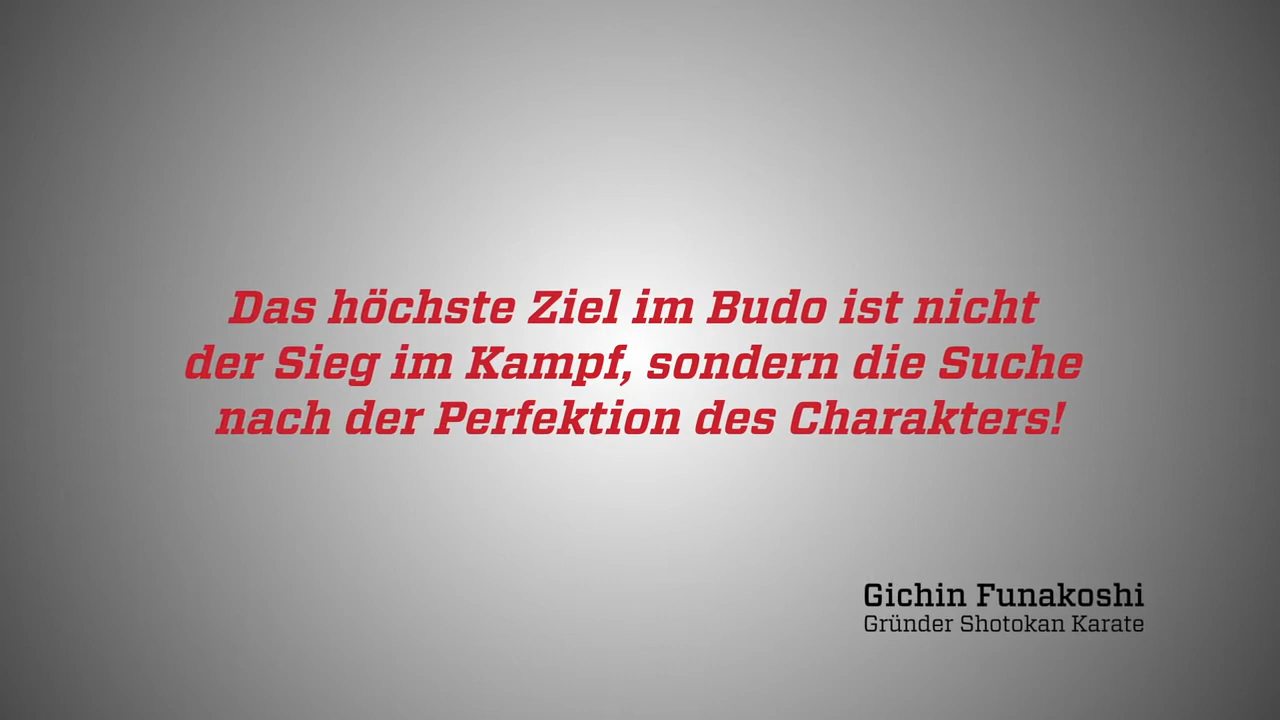 Das höchste Ziel im Budo ist nicht
der Sieg im Kampf, sondern die Suche
nach der Perfektion des Charakters!
Gichin Funakoshi
Gründer Shotokan Karate